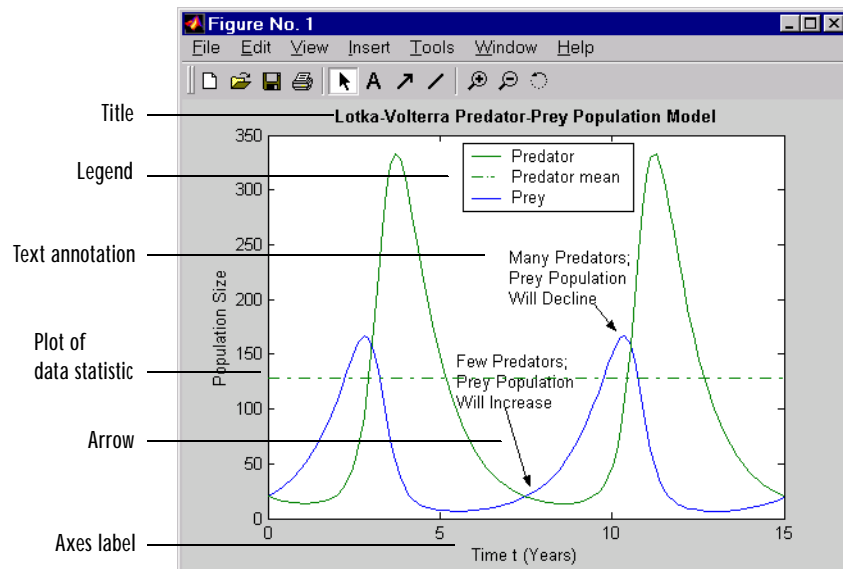 Figure No. 1
File Edit View Insert Tools Window Help
A
Title
Lotka-Volterra Predator-Prey Population Model
Legend
Predator
Predator mean
Prey
Text annotation
Many Predators;
Prey Population
Will Decline
Population Size
Plot of
data statistic
Few Predators;
Prey Population
Will Increase
Arrow
350
300
250
200
150
100
50
0
0 5 10 15
Axes label
Time t (Years)